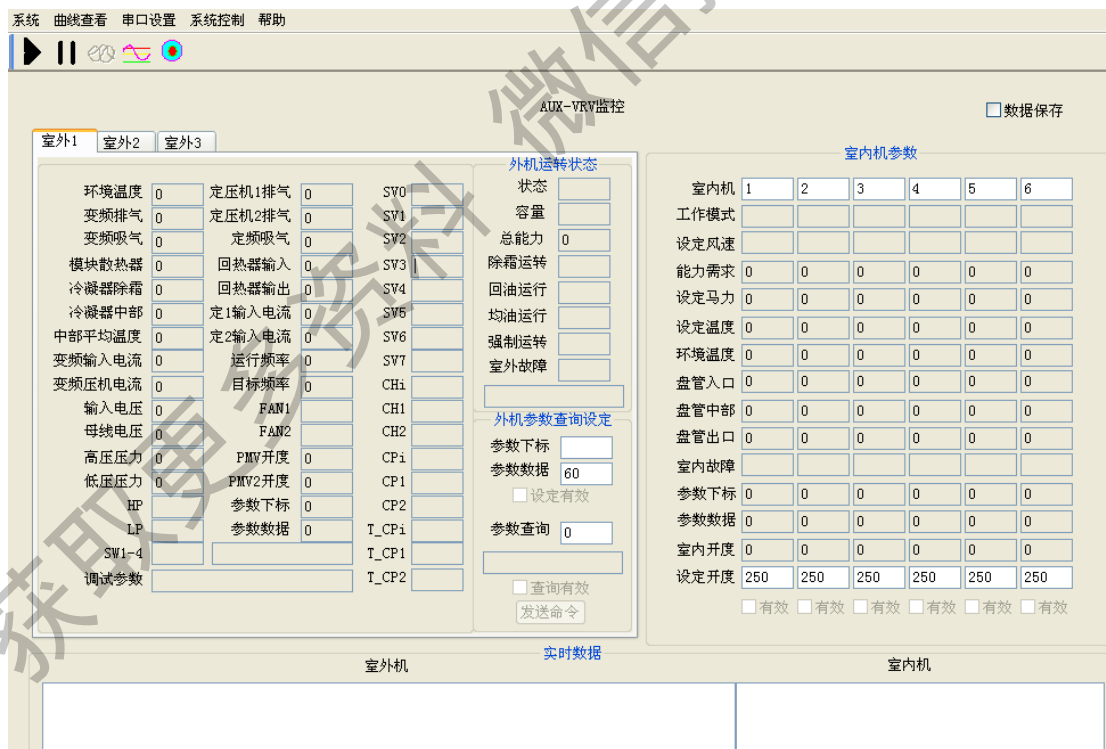 系统 曲线查看 串口设置 系统控制 帮助
AUX-VRV监控
数据保存
室外1 室外2 室外3
环境温度 0 定压机1排气 0 SV0
变频排气 0 定压机2排气 0 SV1
变频吸气 0 定频吸气 0 SV2
模块散热器 0 回热器输入 0 SV3
冷凝器除霜 0 回热器输出 0 SV4
冷凝器中部 0 定1输入电流 0 SV5
中部平均温度 0 定2输入电流 0 SV6
变频输入电流 0 运行频率 0 SV7
变频压机电流 0 目标频率 0 CHi
输入电压 0 FAN1 CH1
母线电压 0 FAN2 CH2
高压压力 0 PMV开度 0 CPi
低压压力 0 PMV2开度 0 CP1
HP 参数下标 0 CP2
LP 参数数据 0 T_CPi
SW1-4 T_CP1
调试参数 T_CP2
外机运转状态
状态
容量
总能力 0
除霜运转
回油运行
均油运行
强制运转
室外故障
外机参数查询设定
参数下标
参数数据 60
设定有效
参数查询 0
查询有效
发送命令
室内机参数
室内机 1 2 3 4 5 6
工作模式
设定风速
能力需求 0 0 0 0 0 0
设定马力 0 0 0 0 0 0
设定温度 0 0 0 0 0 0
环境温度 0 0 0 0 0 0
盘管入口 0 0 0 0 0 0
盘管中部 0 0 0 0 0 0
盘管出口 0 0 0 0 0 0
室内故障
参数下标 0 0 0 0 0 0
参数数据 0 0 0 0 0 0
室内开度 0 0 0 0 0 0
设定开度 250 250 250 250 250 250
有效 有效 有效 有效 有效 有效
实时数据
室外机 室内机
获取更多资料 微信